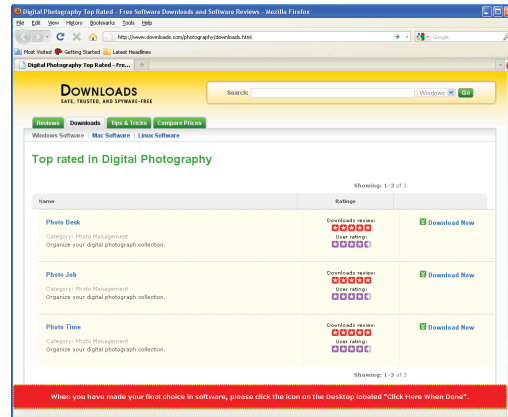 Digital Photography Top Rated - Free Software Downloads and Software Reviews - Mozilla Firefox
File Edit View History Bookmarks Tools Help
http://www.downloads.com/photography/downloads.html
Google
Most Visited Getting Started Latest Headlines
Digital Photography Top Rated - Fre...
DOWNLOADS
SAFE, TRUSTED, AND SPYWARE-FREE
Search: Windows Go
Reviews Downloads Tips & Tricks Compare Prices
Windows Software | Mac Software | Linux Software
Top rated in Digital Photography
Showing: 1-3 of 3
Name Ratings
Photo Desk
Category: Photo Management
Organize your digital photograph collection.
Downloads review:
User rating:
Download Now
Photo Job
Category: Photo Management
Organize your digital photograph collection.
Downloads review:
User rating:
Download Now
Photo Time
Category: Photo Management
Organize your digital photograph collection.
Downloads review:
User rating:
Download Now
Showing: 1-3 of 3
When you have made your final choice in software, please click the icon on the Desktop labeled "Click Here When Done".